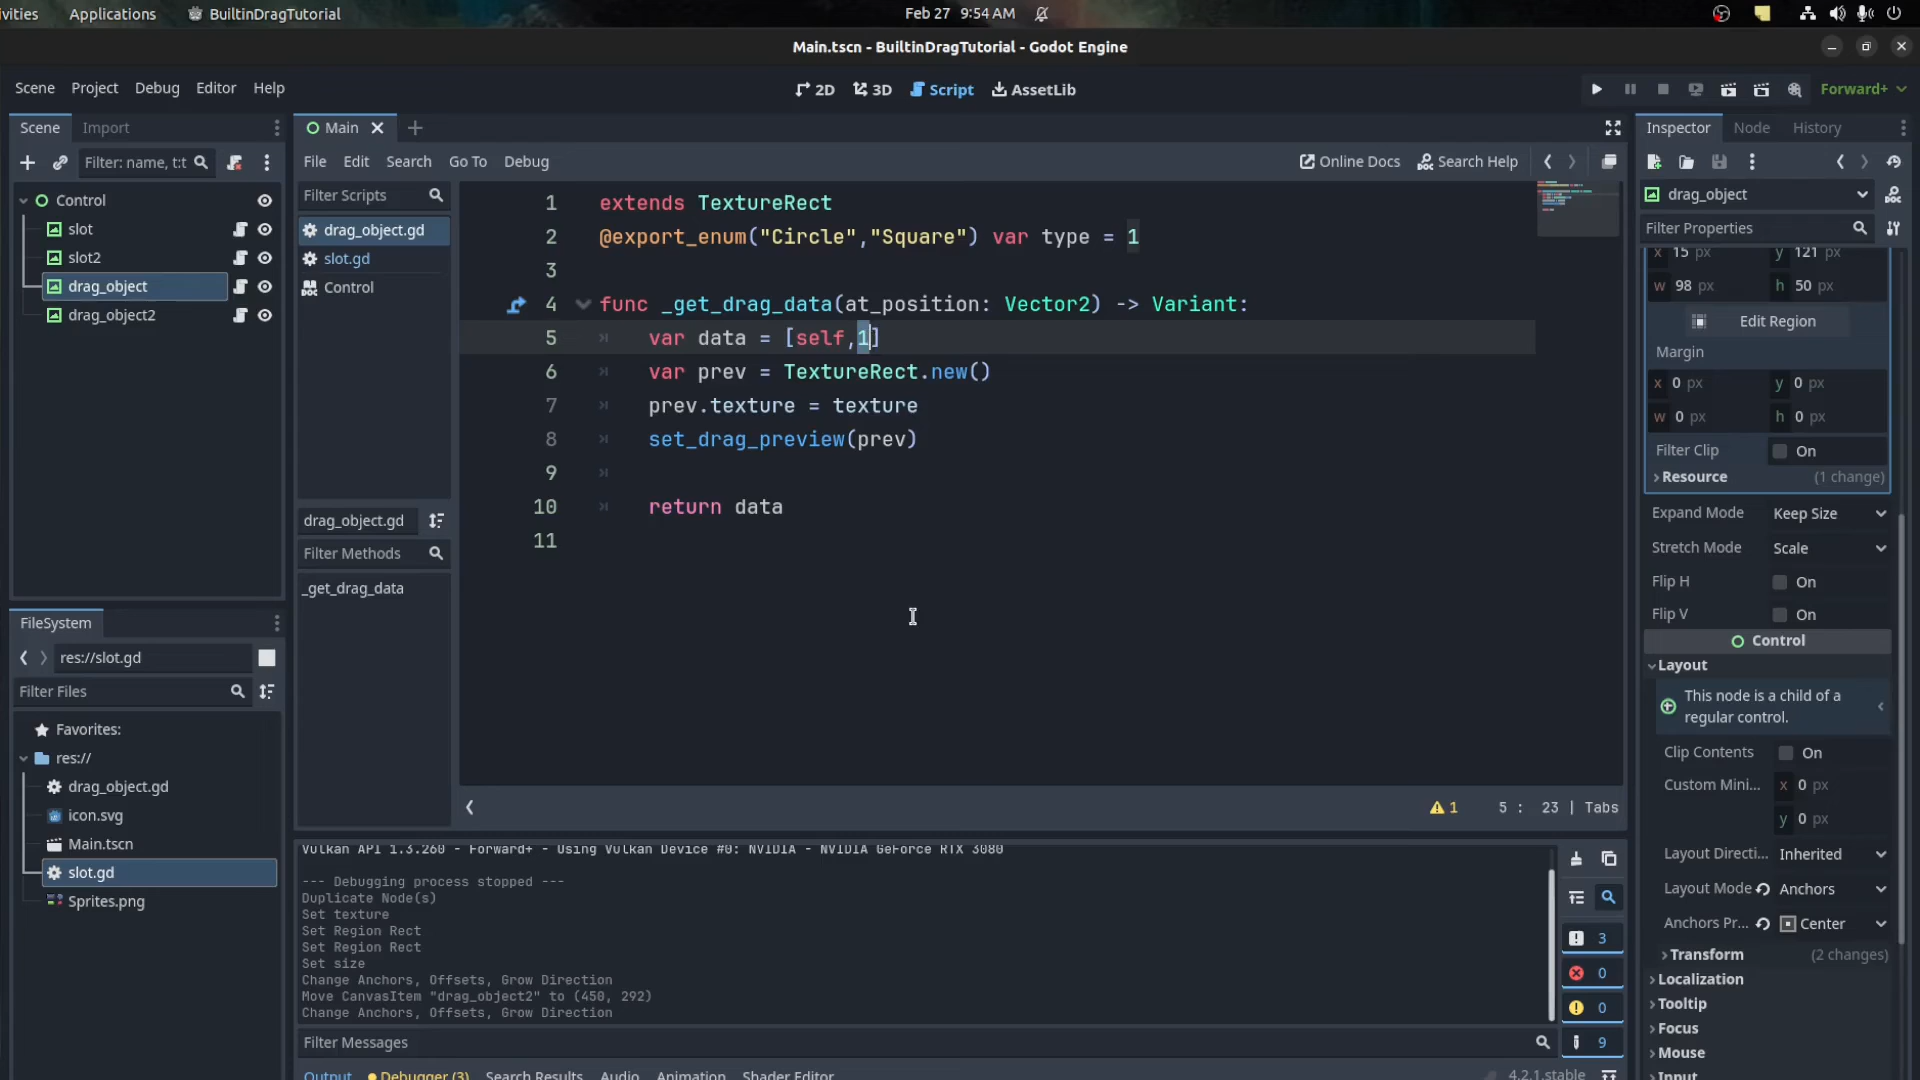 ivities Applications BuiltinDragTutorial Feb 27 9:54 AM
Main.tscn - BuiltinDragTutorial - Godot Engine
Scene Project Debug Editor Help 2D 3D Script AssetLib Forward+
Scene Import
Filter: name, t:t
Control
slot
slot2
drag_object
drag_object2
FileSystem
res://slot.gd
Filter Files
Favorites:
res://
drag_object.gd
icon.svg
Main.tscn
slot.gd
Sprites.png
Main
File Edit Search Go To Debug Online Docs Search Help
Filter Scripts
drag_object.gd
slot.gd
Control
drag_object.gd
Filter Methods
_get_drag_data
1 extends TextureRect
2 @export_enum("Circle","Square") var type = 1
3
4 func _get_drag_data(at_position: Vector2) -> Variant:
5 var data = [self,1]
6 var prev = TextureRect.new()
7 prev.texture = texture
8 set_drag_preview(prev)
9
10 return data
11
1 5 : 23 | Tabs
Vulkan API 1.3.260 - Forward+ - Using Vulkan Device #0: NVIDIA - NVIDIA GeForce RTX 3080
--- Debugging process stopped ---
Duplicate Node(s)
Set texture
Set Region Rect
Set Region Rect
Set size
Change Anchors, Offsets, Grow Direction
Move CanvasItem "drag_object2" to (450, 292)
Change Anchors, Offsets, Grow Direction
3
0
0
9
Filter Messages
Output Debugger (3) Search Results Audio Animation Shader Editor 4.2.1.stable
Inspector Node History
drag_object
Filter Properties
x 15 px y 121
w 98 px h 50 px
Edit Region
Margin
x 0 px y 0 px
w 0 px h 0 px
Filter Clip On
Resource (1 change)
Expand Mode Keep Size
Stretch Mode Scale
Flip H On
Flip V On
Control
Layout
This node is a child of a
regular control.
Clip Contents On
Custom Mini... x 0 px
y 0 px
Layout Directi... Inherited
Layout Mode Anchors
Anchors Pr... Center
Transform (2 changes)
Localization
Tooltip
Focus
Mouse
Input